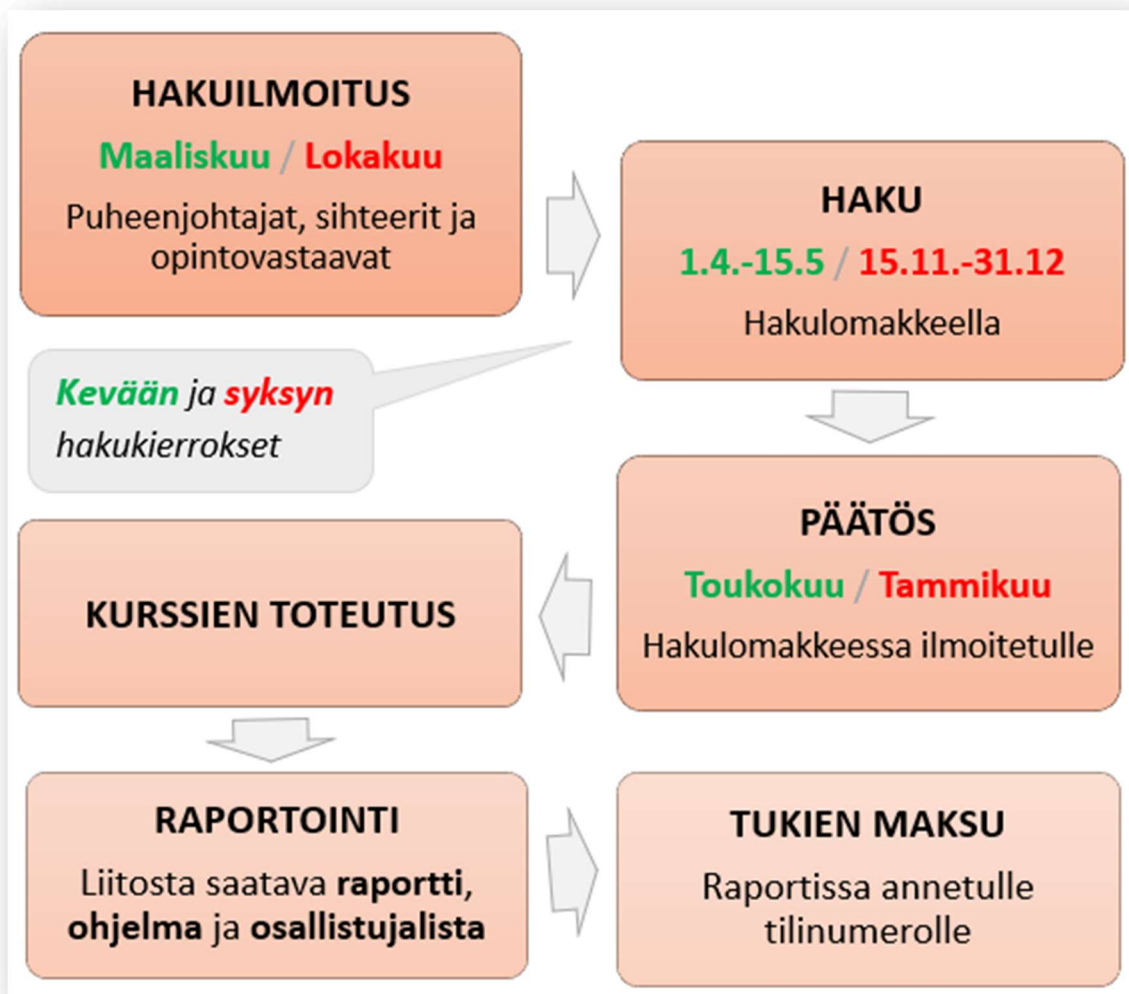 HAKUILMOITUS
Maaliskuu / Lokakuu
Puheenjohtajat, sihteerit ja
opintovastaavat
HAKU
1.4.-15.5 / 15.11.-31.12
Hakulomakkeella
Kevään ja syksyn
hakukierrokset
PÄÄTÖS
Toukokuu / Tammikuu
Hakulomakkeessa ilmoitetulle
KURSSIEN TOTEUTUS
RAPORTOINTI
Liitosta saatava raportti,
ohjelma ja osallistujalista
TUKIEN MAKSU
Raportissa annetulle
tilinumerolle